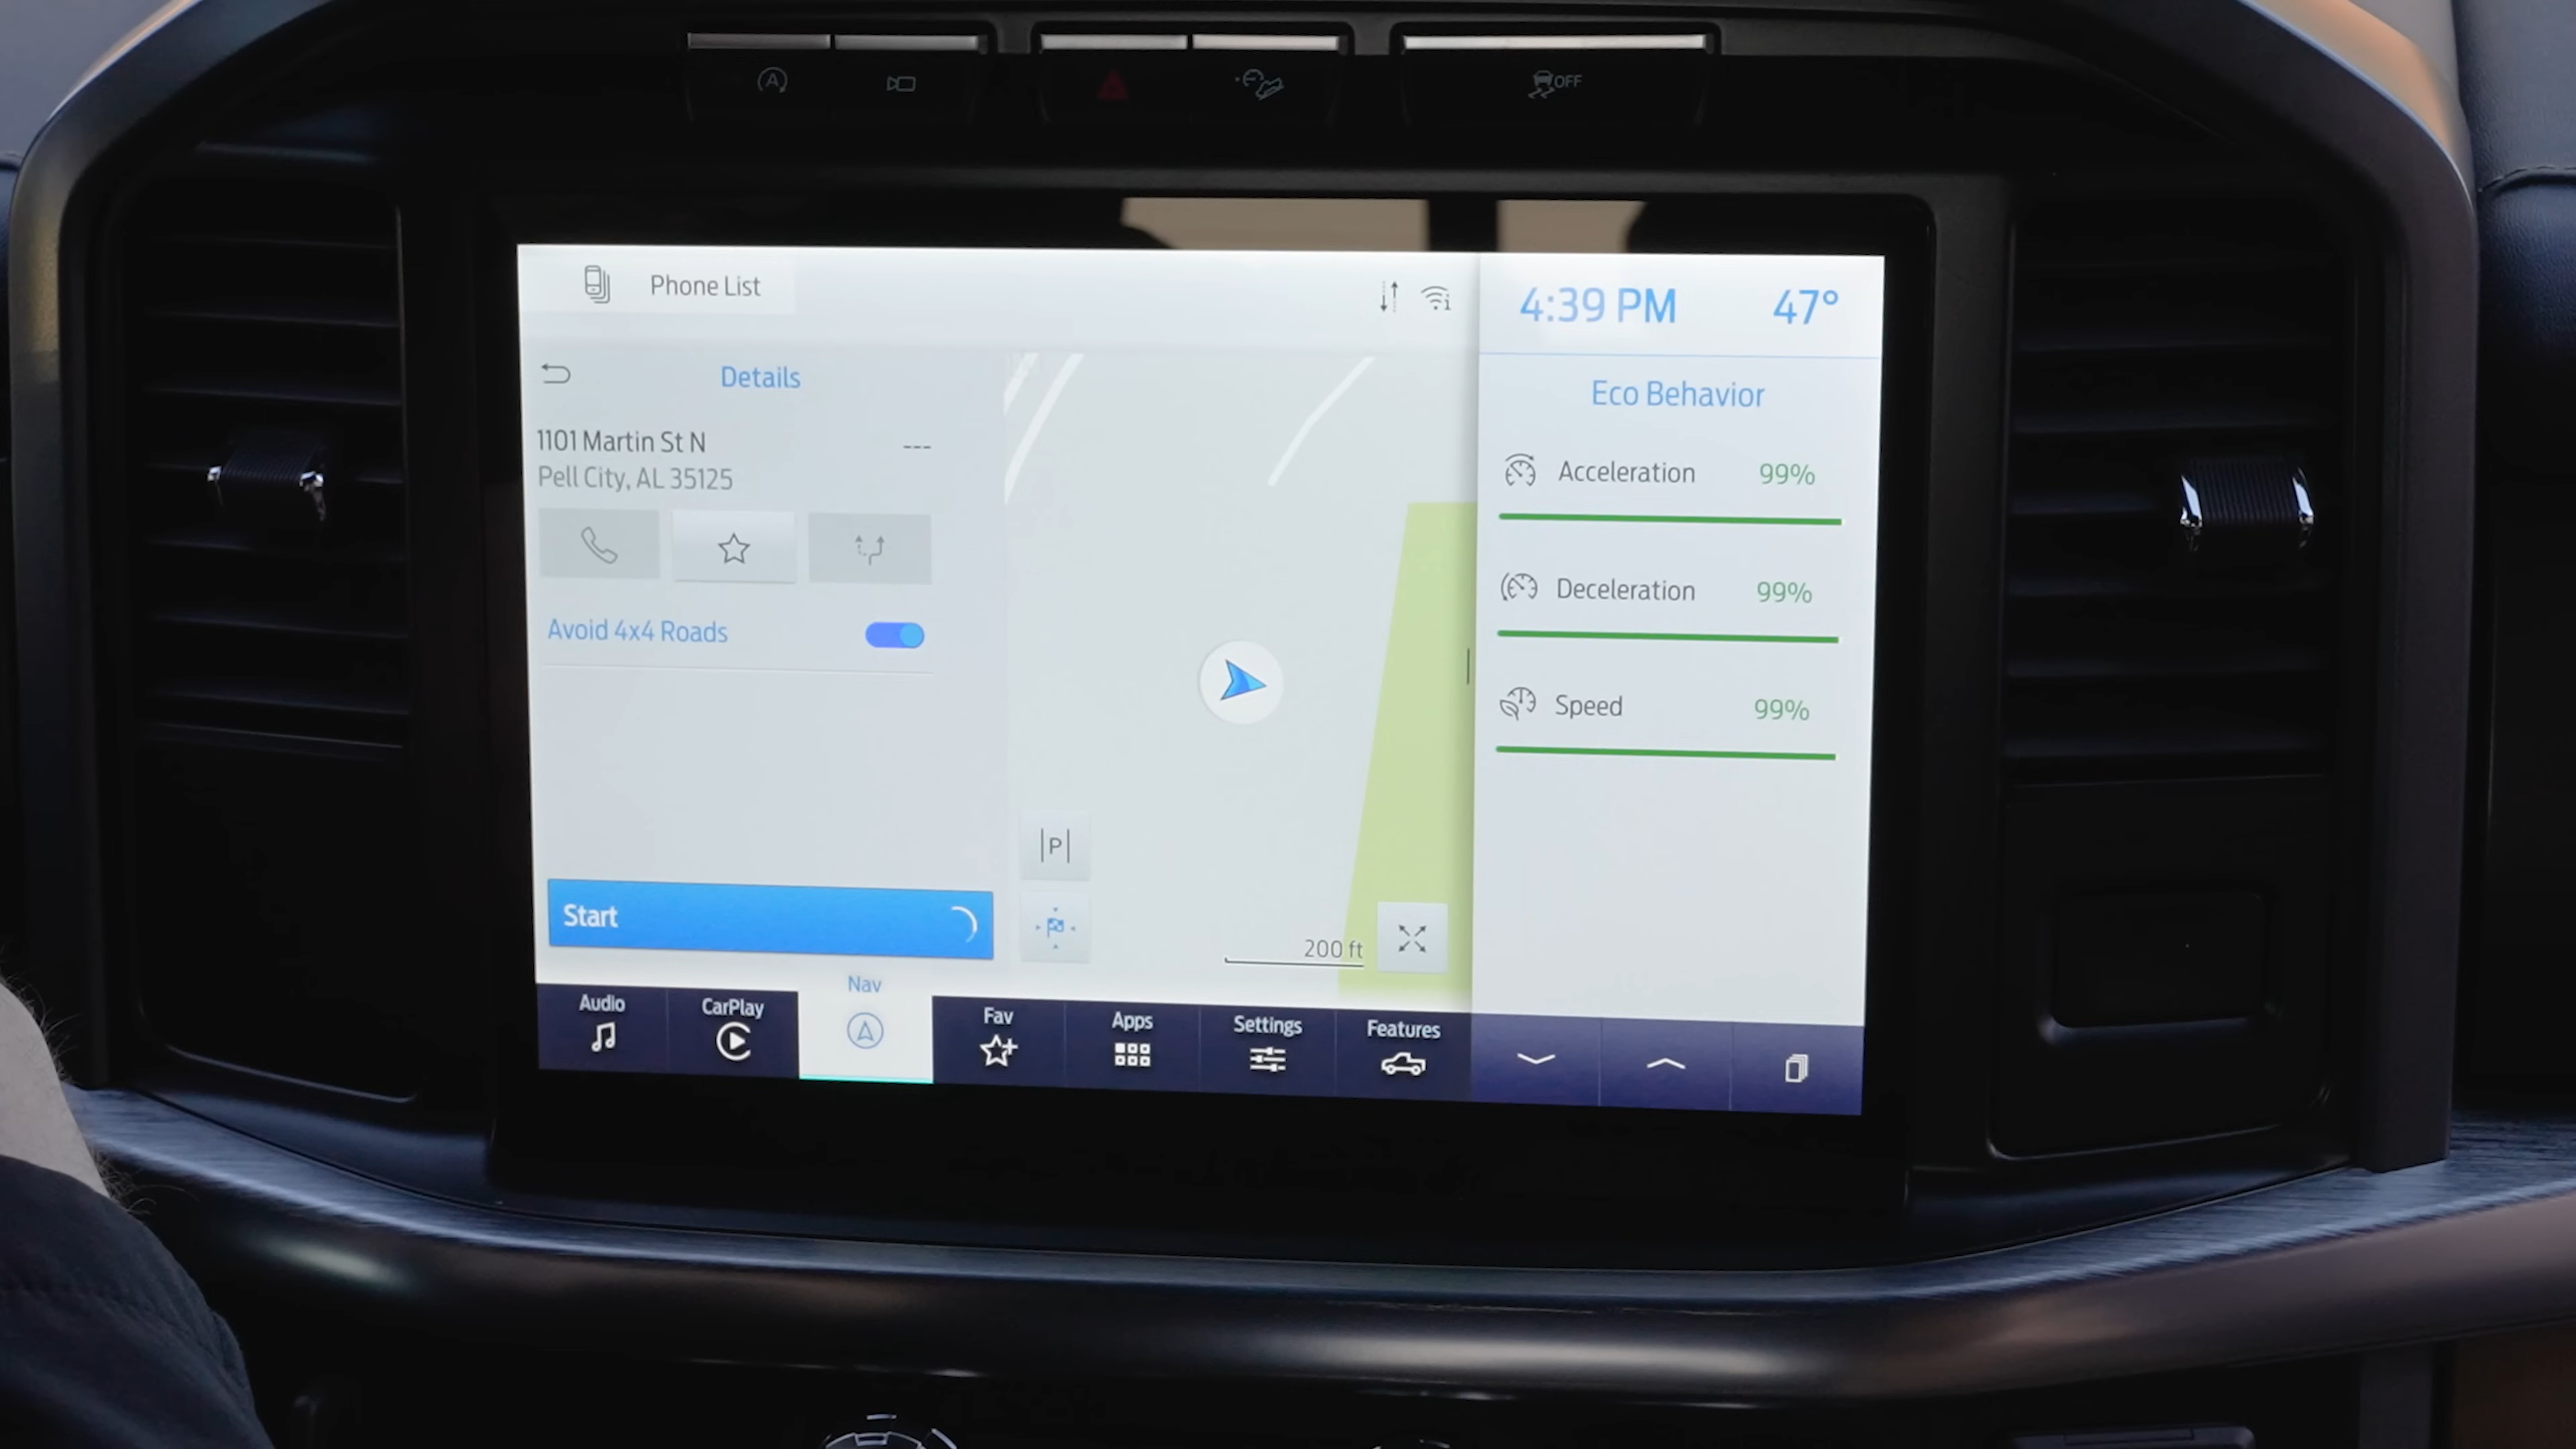 A
OFF
Phone List
4:39 PM 47°
Details
1101 Martin St N ---
Pell City, AL 35125
Avoid 4x4 Roads
Start
P
200 ft
Eco Behavior
Acceleration 99%
Deceleration 99%
Speed 99%
Audio
CarPlay
Nav
Fav
Apps
Settings
Features